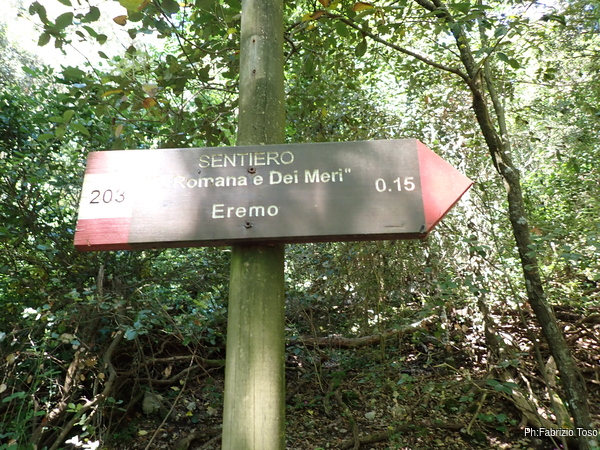 SENTIERO
203 Romana e Dei Meri" 0.15
Eremo
Ph:Fabrizio Toso